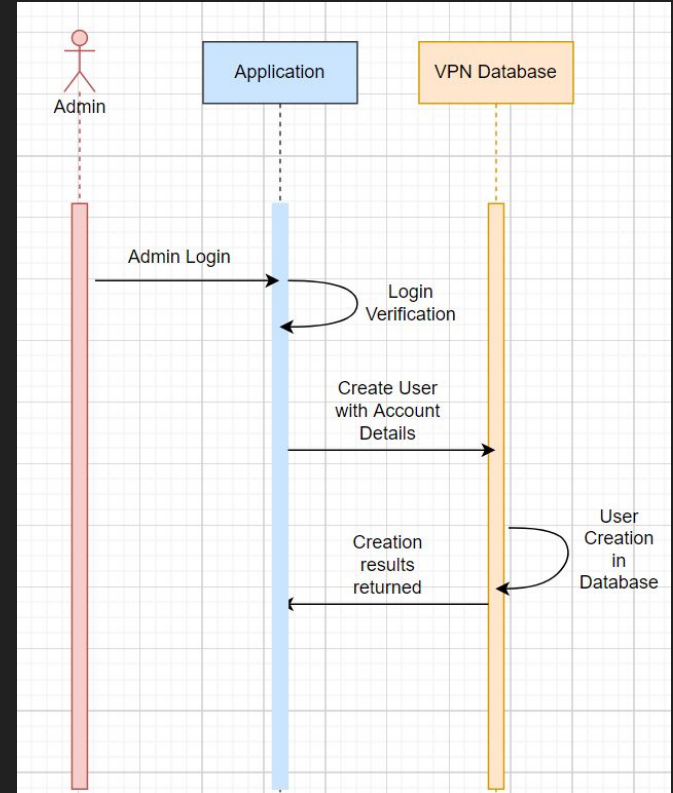 Application
VPN Database
Admin
Admin Login
Login
Verification
Create User
with Account
Details
User
Creation
in
Database
Creation
results
returned